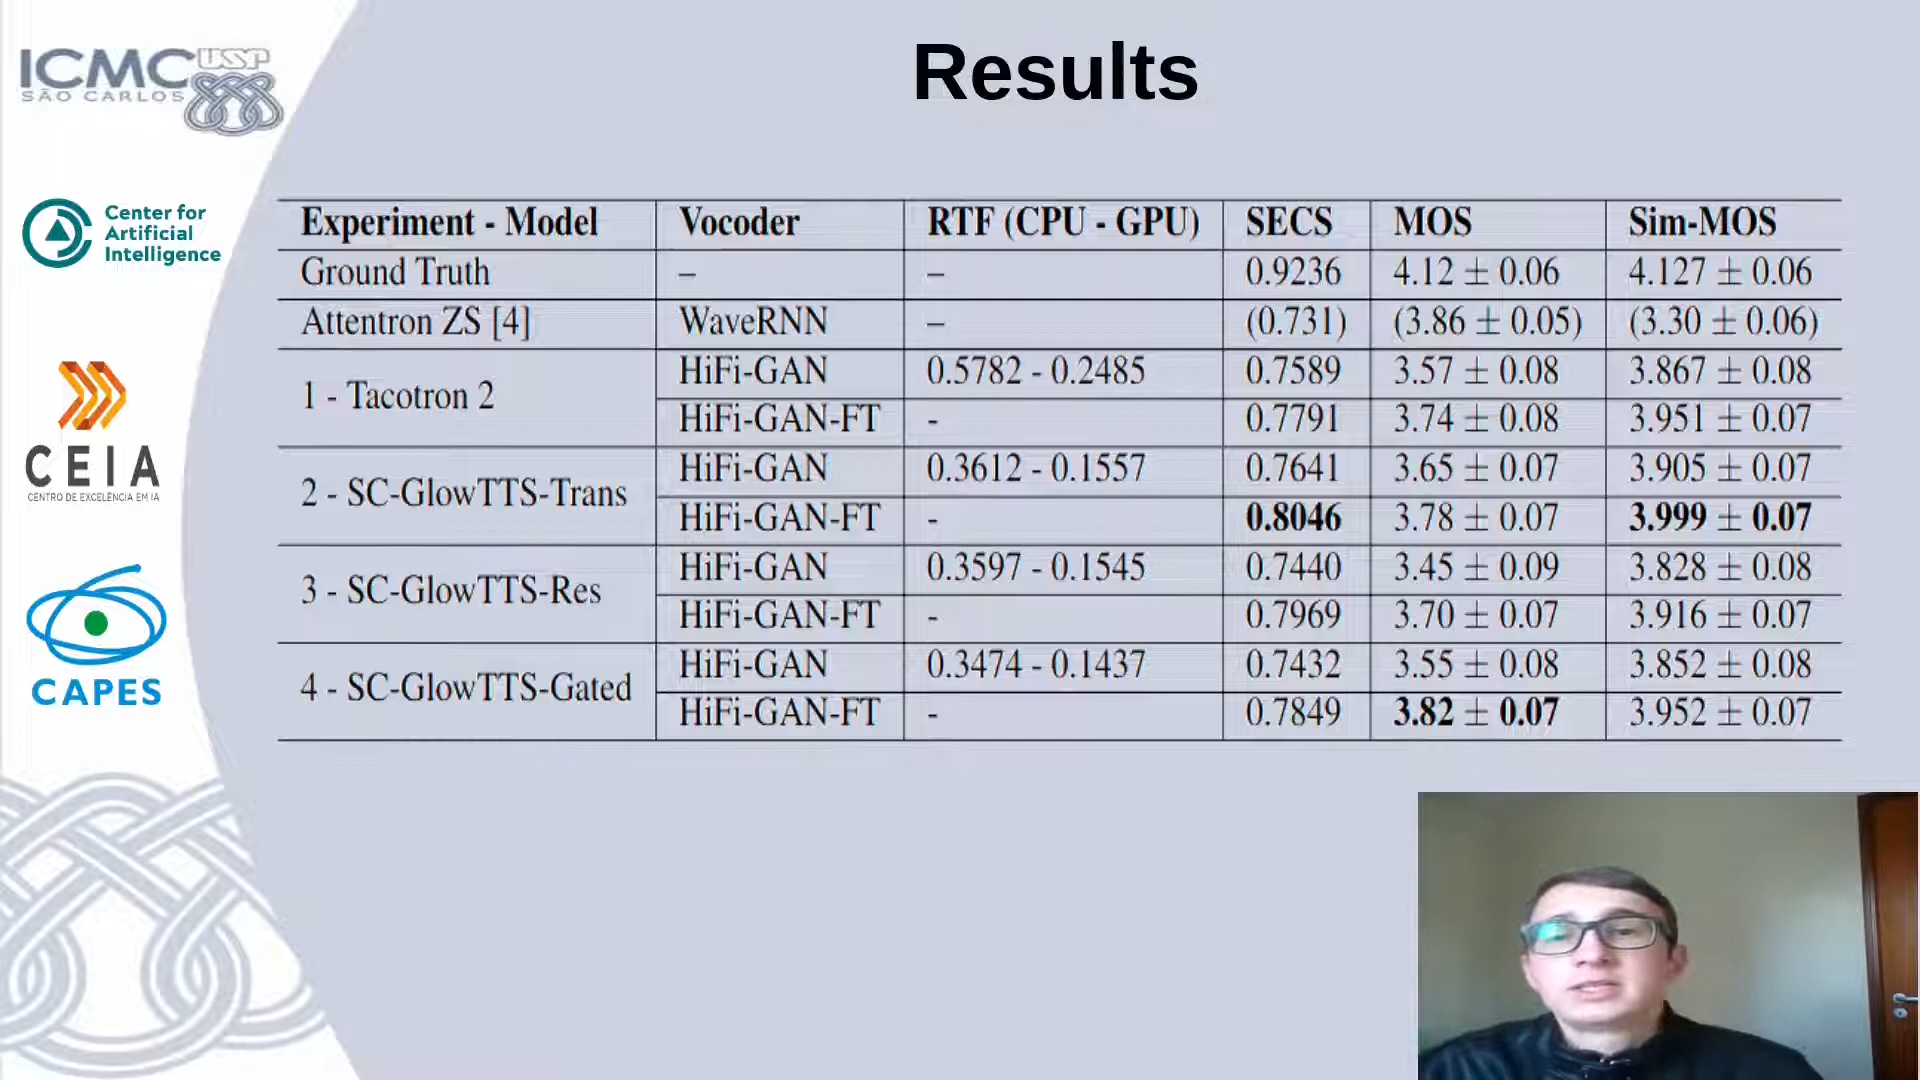 Results
ICMC USP
SÃO CARLOS
Center for
Artificial
Intelligence
CEIA
CENTRO DE EXCELÊNCIA EM IA
CAPES
Experiment - Model Vocoder RTF (CPU - GPU) SECS MOS Sim-MOS
Ground Truth – – 0.9236 4.12 ± 0.06 4.127 ± 0.06
Attentron ZS [4] WaveRNN – (0.731) (3.86 ± 0.05) (3.30 ± 0.06)
1 - Tacotron 2 HiFi-GAN 0.5782 - 0.2485 0.7589 3.57 ± 0.08 3.867 ± 0.08
HiFi-GAN-FT - 0.7791 3.74 ± 0.08 3.951 ± 0.07
2 - SC-GlowTTS-Trans HiFi-GAN 0.3612 - 0.1557 0.7641 3.65 ± 0.07 3.905 ± 0.07
HiFi-GAN-FT - 0.8046 3.78 ± 0.07 3.999 ± 0.07
3 - SC-GlowTTS-Res HiFi-GAN 0.3597 - 0.1545 0.7440 3.45 ± 0.09 3.828 ± 0.08
HiFi-GAN-FT - 0.7969 3.70 ± 0.07 3.916 ± 0.07
4 - SC-GlowTTS-Gated HiFi-GAN 0.3474 - 0.1437 0.7432 3.55 ± 0.08 3.852 ± 0.08
HiFi-GAN-FT - 0.7849 3.82 ± 0.07 3.952 ± 0.07